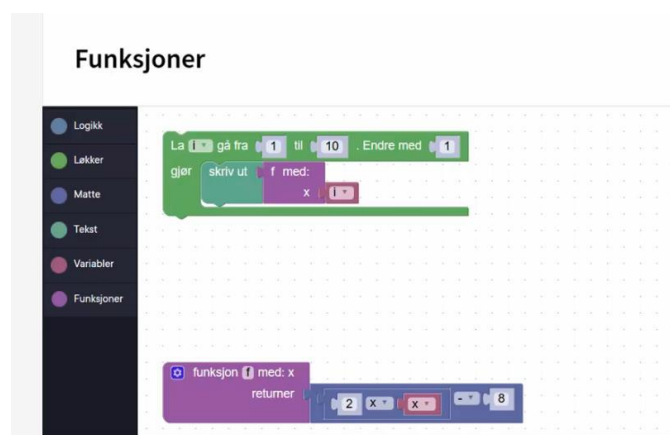 Funksjoner
Logikk
Løkker
Matte
Tekst
Variabler
Funksjoner
La i gå fra 1 til 10 . Endre med 1
gjør skriv ut f med:
x i
funksjon f med: x
returner 2 x x - 8